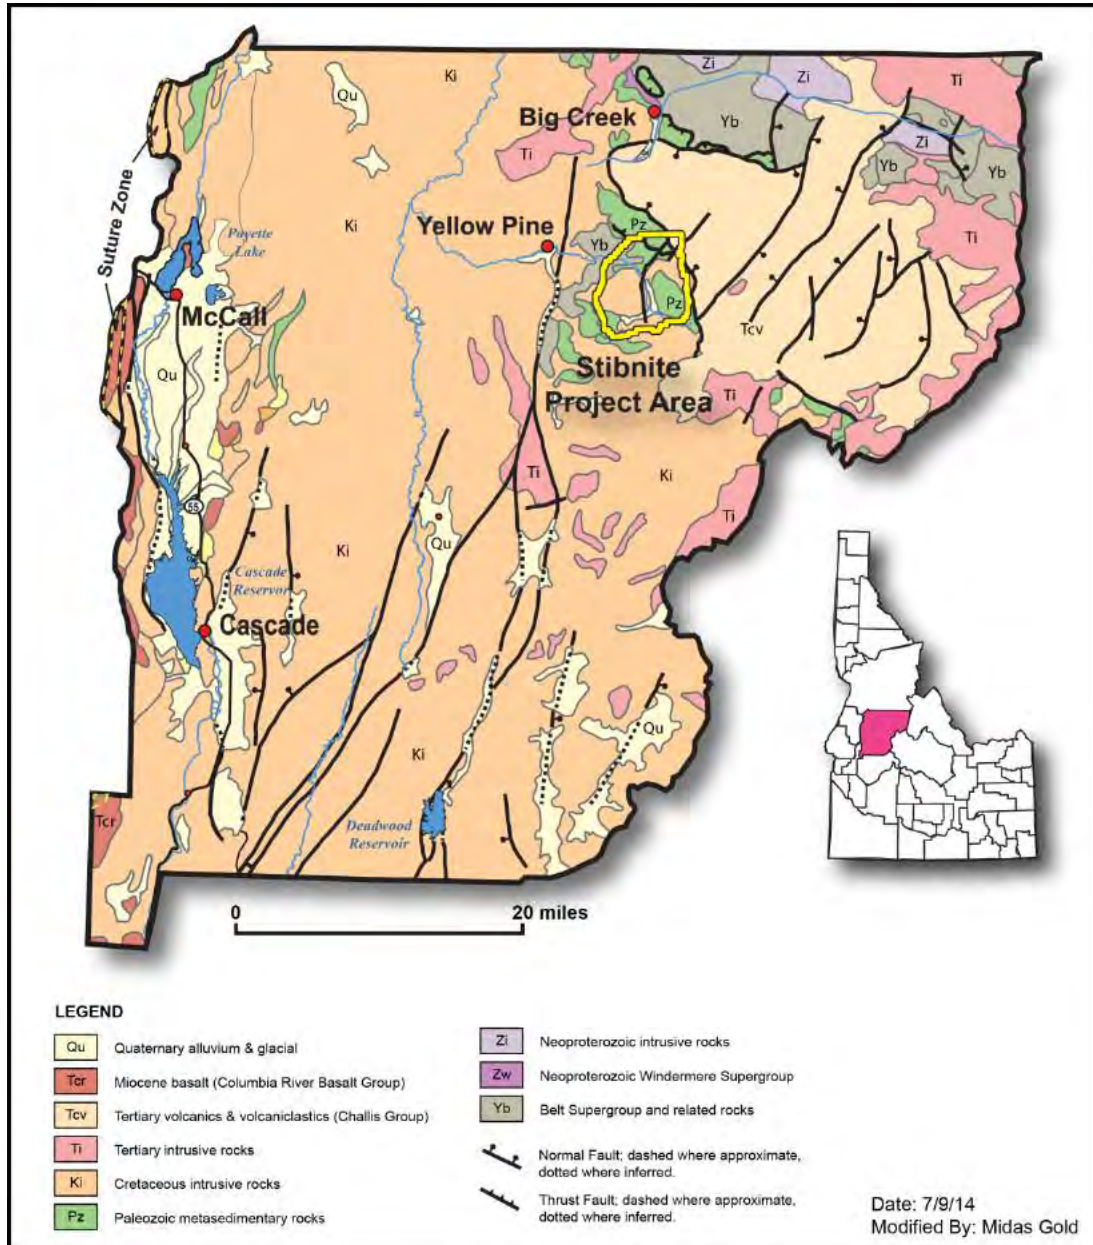 Ki
Zi
Zi
Ti
Qu
Big Creek
Yb
Ti
Zi
Yb
Yb
Suture Zone
Ki
Yellow Pine
Pz
Yb
Ti
Payette
Lake
McCall
Pz
Tcv
Qu
Stibnite
Project Area
Ti
Ti
Ki
55
Qu
Ti
Ki
Cascade
Reservor
Cascade
Qu
Ki
Tcr
Deadwood
Reservoir
0 20 miles
LEGEND
Qu Quaternary alluvium & glacial
Tcr Miocene basalt (Columbia River Basalt Group)
Tcv Tertiary volcanics & volcaniclastics (Challis Group)
Ti Tertiary intrusive rocks
Ki Cretaceous intrusive rocks
Pz Paleozoic metasedimentary rocks
Zi Neoproterozoic intrusive rocks
Zw Neoproterozoic Windermere Supergroup
Yb Belt Supergroup and related rocks
Normal Fault; dashed where approximate,
dotted where inferred.
Thrust Fault; dashed where approximate,
dotted where inferred.
Date: 7/9/14
Modified By: Midas Gold